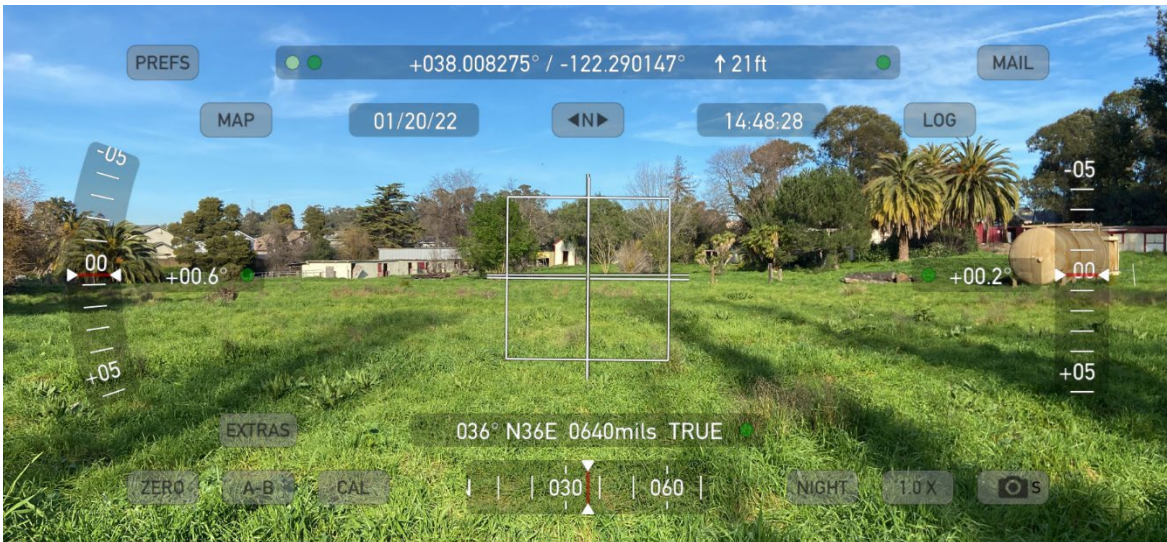 PREFS
+038.008275° / -122.290147° ↑ 21ft
MAIL
MAP
01/20/22
◀N▶
14:48:28
LOG
-05
00
+05
+00.6°
-05
00
+05
+00.2°
EXTRAS
036° N36E 0640mils TRUE
ZERO
A-B
CAL
030
060
NIGHT
1.0 X
S